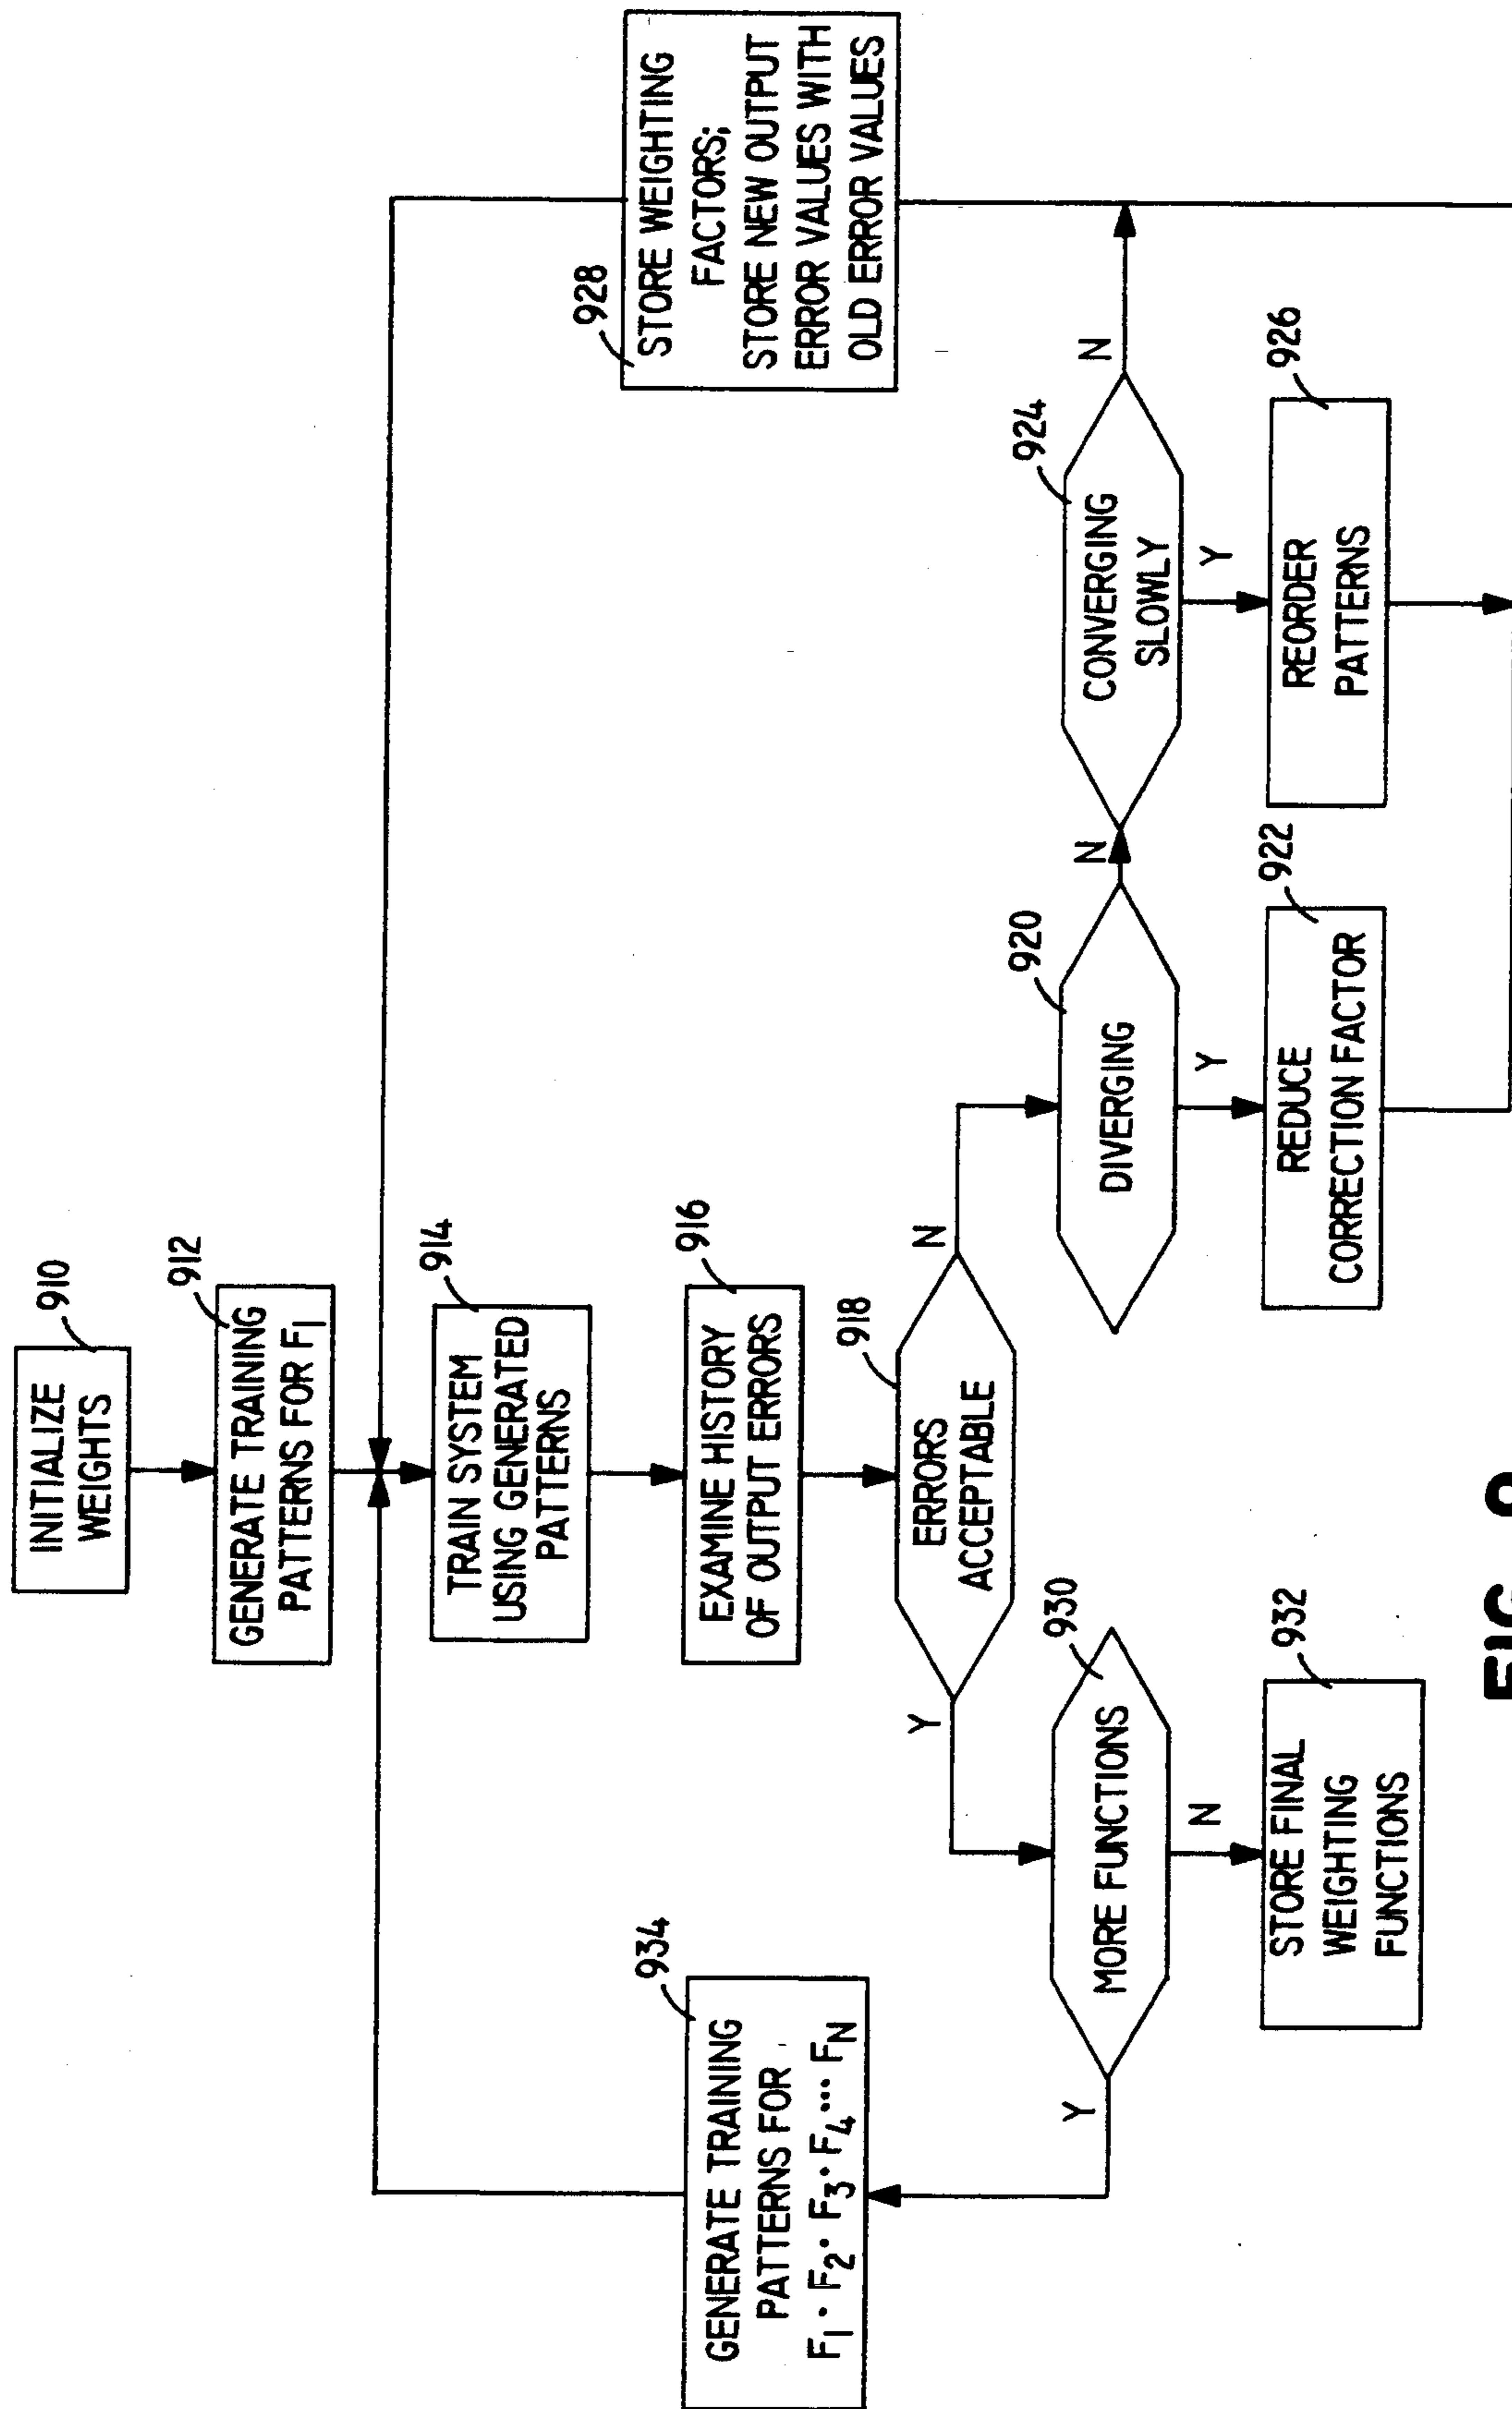 INITIALIZE
WEIGHTS
910
GENERATE TRAINING
PATTERNS FOR F1
912
TRAIN SYSTEM
USING GENERATED
PATTERNS
914
EXAMINE HISTORY
OF OUTPUT ERRORS
916
ERRORS
ACCEPTABLE
918
Y
N
GENERATE TRAINING
PATTERNS FOR
F1 · F2 · F3 · F4 ··· FN
934
MORE FUNCTIONS
930
Y
N
STORE FINAL
WEIGHTING
FUNCTIONS
932
DIVERGING
920
Y
N
REDUCE
CORRECTION FACTOR
922
CONVERGING
SLOWLY
924
Y
N
REORDER
PATTERNS
926
STORE WEIGHTING
FACTORS;
STORE NEW OUTPUT
ERROR VALUES WITH
OLD ERROR VALUES
928
FIG.